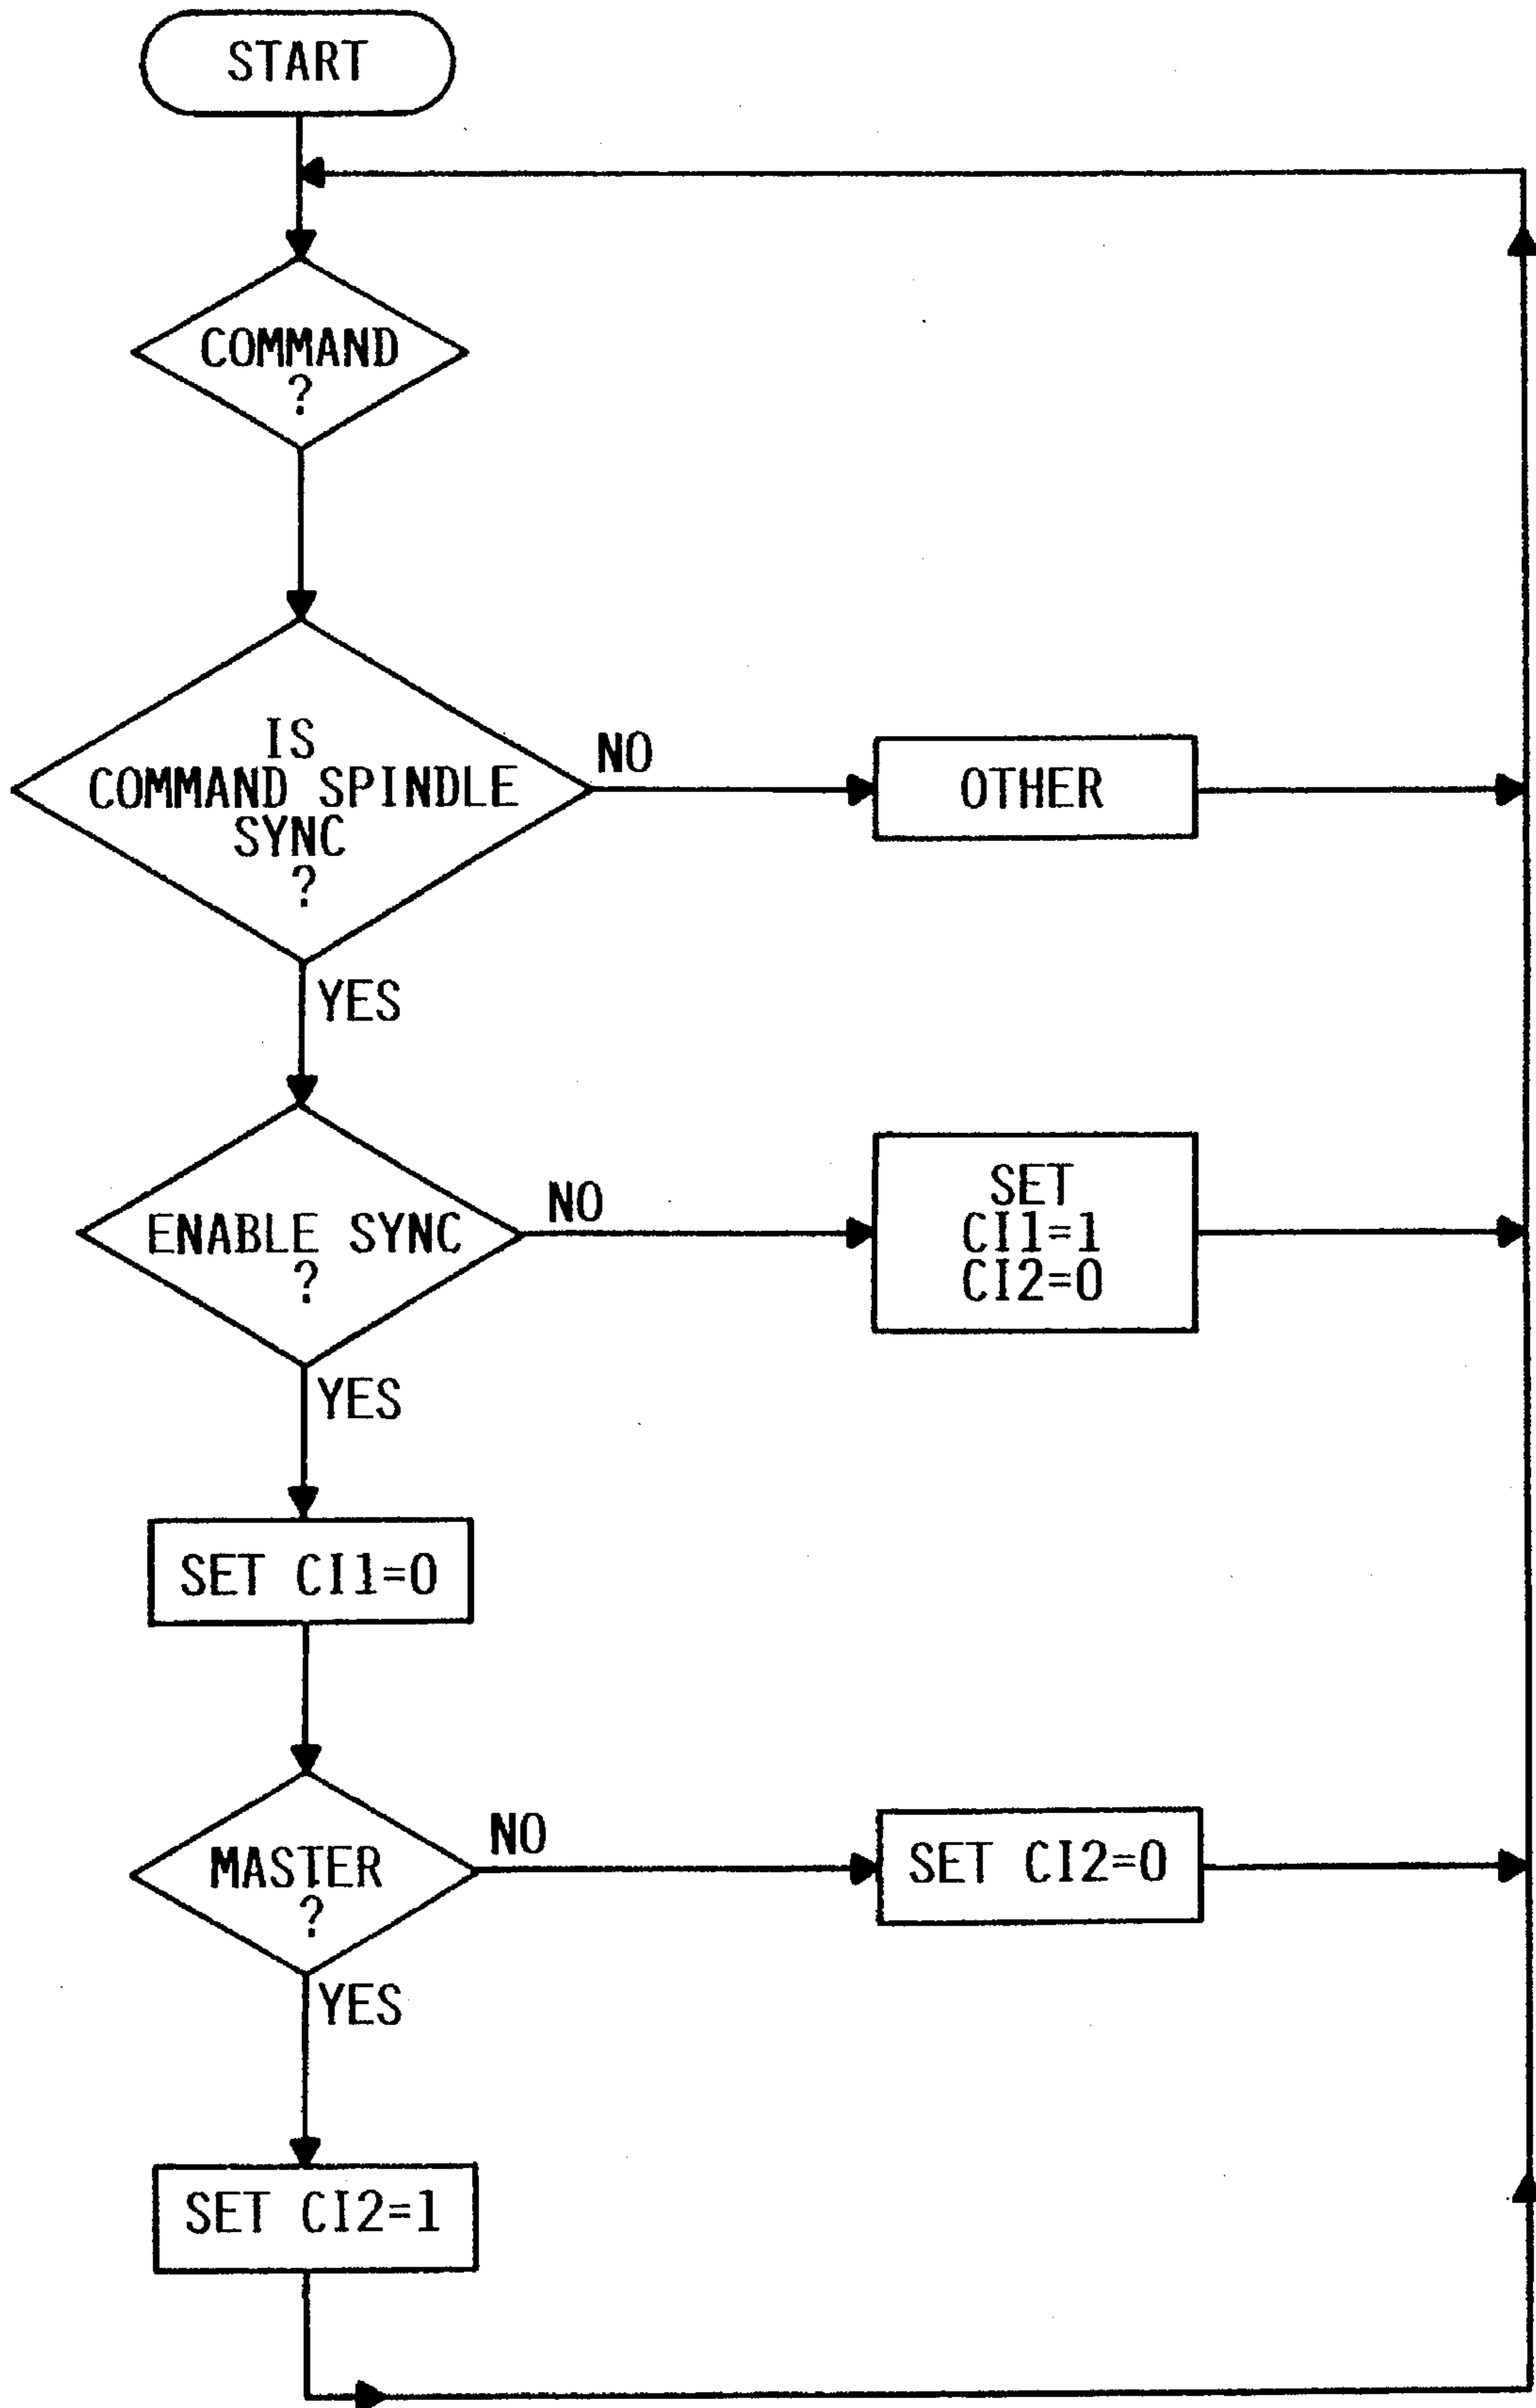 START
COMMAND
?
IS
COMMAND SPINDLE
SYNC
?
NO
OTHER
YES
ENABLE SYNC
?
NO
SET
CI1=1
CI2=0
YES
SET CI1=0
MASTER
?
NO
SET CI2=0
YES
SET CI2=1